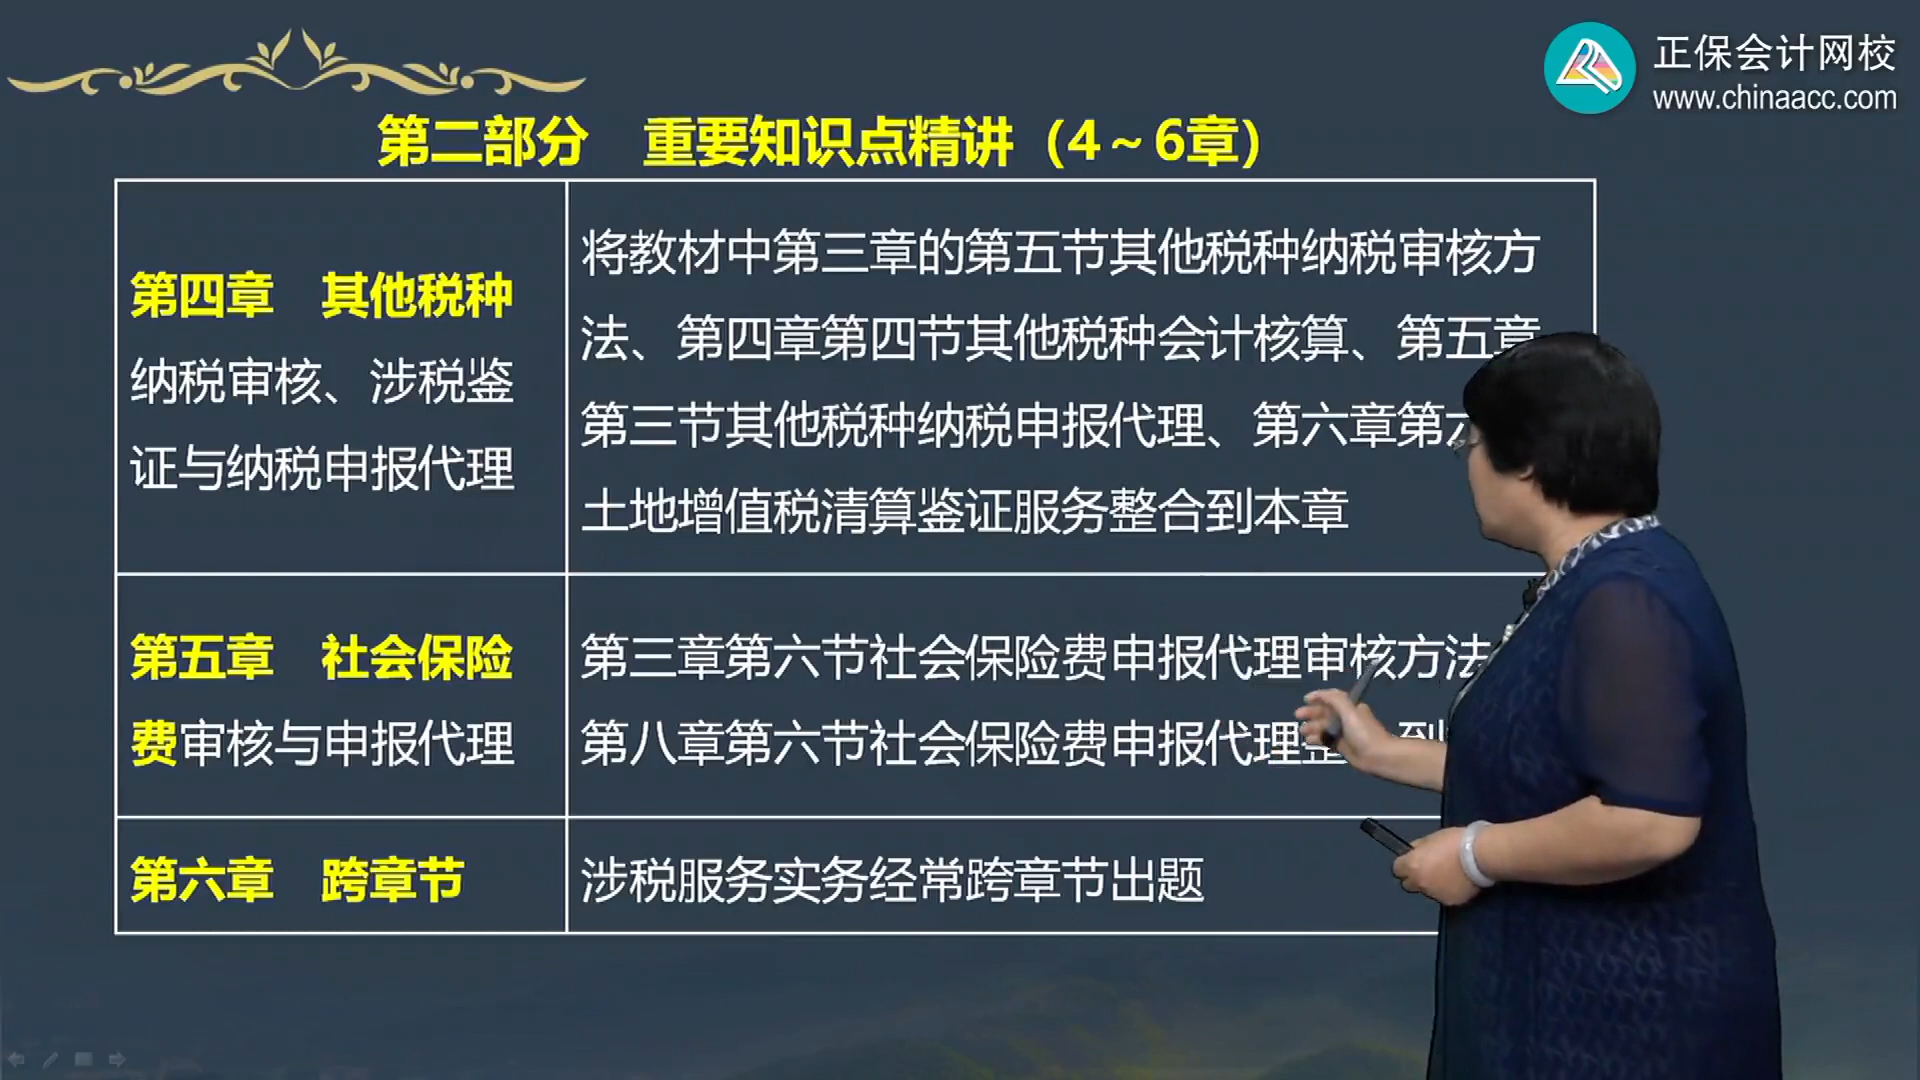 正保会计网校
www.chinaacc.com
第二部分 重要知识点精讲（4～6章）
第四章 其他税种
纳税审核、涉税鉴
证与纳税申报代理
将教材中第三章的第五节其他税种纳税审核方
法、第四章第四节其他税种会计核算、第五章
第三节其他税种纳税申报代理、第六章第
土地增值税清算鉴证服务整合到本章
第五章 社会保险
费审核与申报代理
第三章第六节社会保险费申报代理审核方法
第八章第六节社会保险费申报代理整 到
第六章 跨章节
涉税服务实务经常跨章节出题